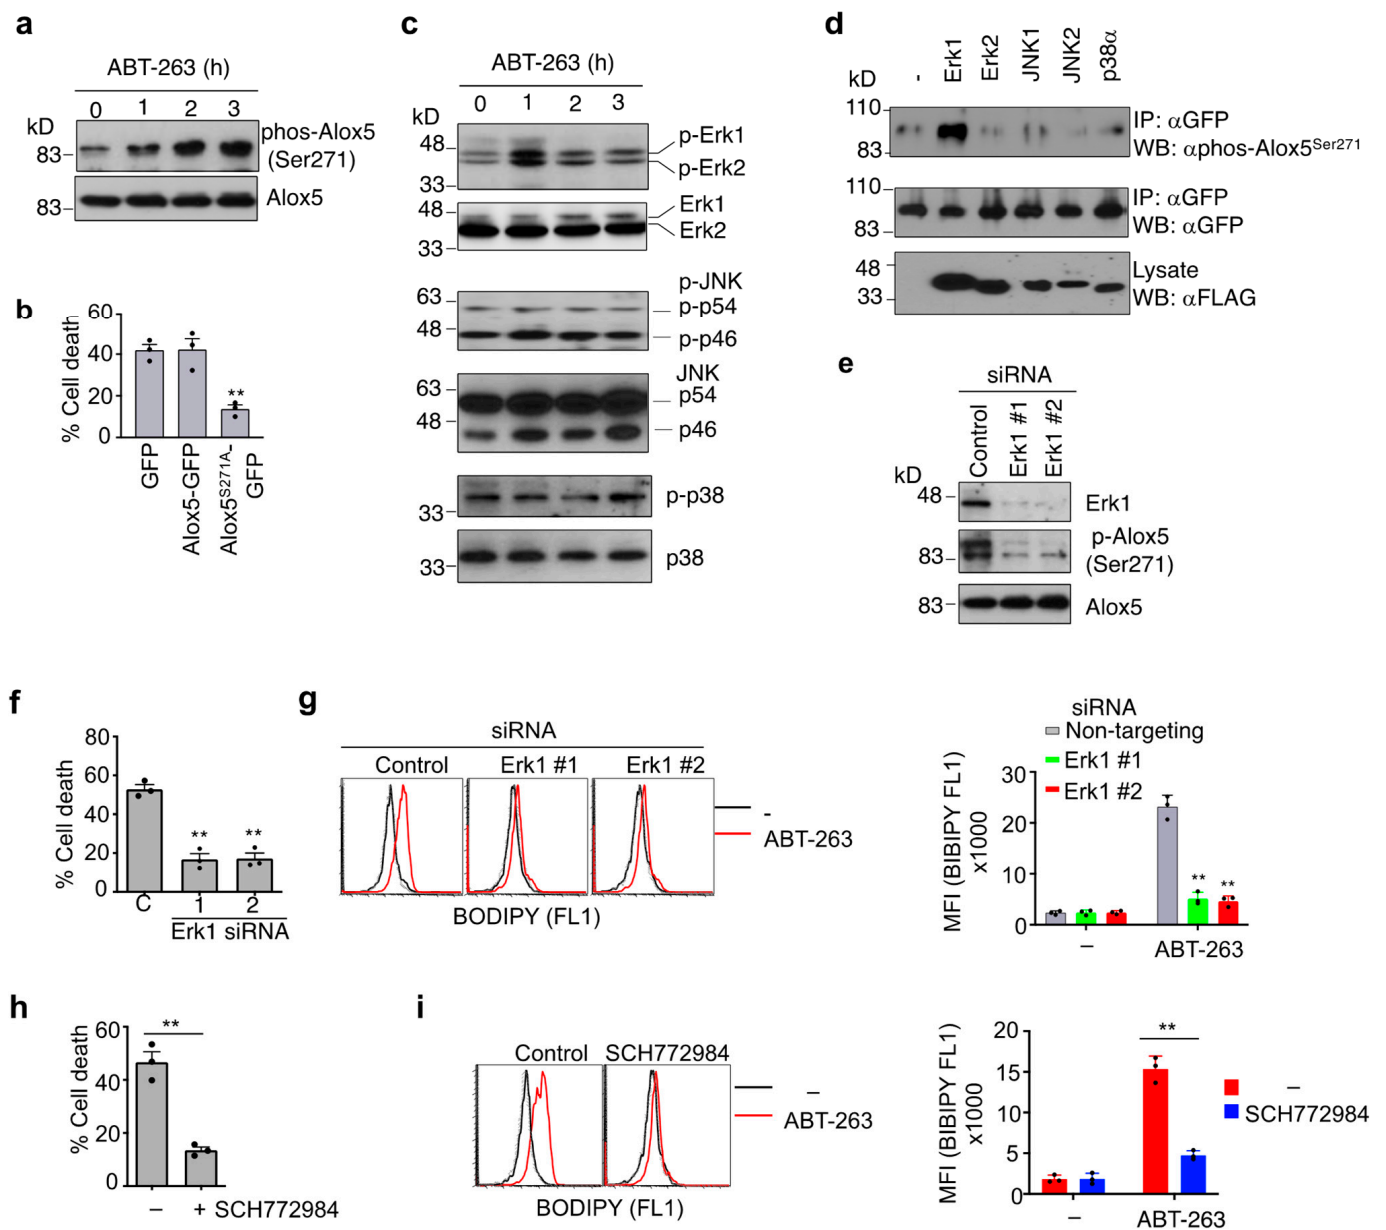 a
ABT-263 (h)
0 1 2 3
kD
83
phos-Alox5
(Ser271)
83
Alox5
b
% Cell death
60
40
20
0
GFP
Alox5-GFP
Alox5S271A-
GFP
**
c
ABT-263 (h)
0 1 2 3
kD
48
33
p-Erk1
p-Erk2
48
33
Erk1
Erk2
p-JNK
63
48
p-p54
p-p46
JNK
63
48
p54
p46
33
p-p38
33
p38
d
kD
- Erk1 Erk2 JNK1 JNK2 p38α
110
83
IP: αGFP
WB: αphos-Alox5Ser271
110
83
IP: αGFP
WB: αGFP
48
33
Lysate
WB: αFLAG
e
siRNA
Control Erk1 #1 Erk1 #2
kD
48
Erk1
83
p-Alox5
(Ser271)
83
Alox5
f
% Cell death
80
60
40
20
0
** **
C 1 2
Erk1 siRNA
g
siRNA
Control Erk1 #1 Erk1 #2
-
ABT-263
BODIPY (FL1)
siRNA
Non-targeting
Erk1 #1
Erk1 #2
MFI (BIBIPY FL1)
x1000
30
20
10
0
** **
– ABT-263
h
% Cell death
60
40
20
0
**
– + SCH772984
i
Control SCH772984
–
ABT-263
BODIPY (FL1)
MFI (BIBIPY FL1)
x1000
20
15
10
5
0
**
–
SCH772984
– ABT-263